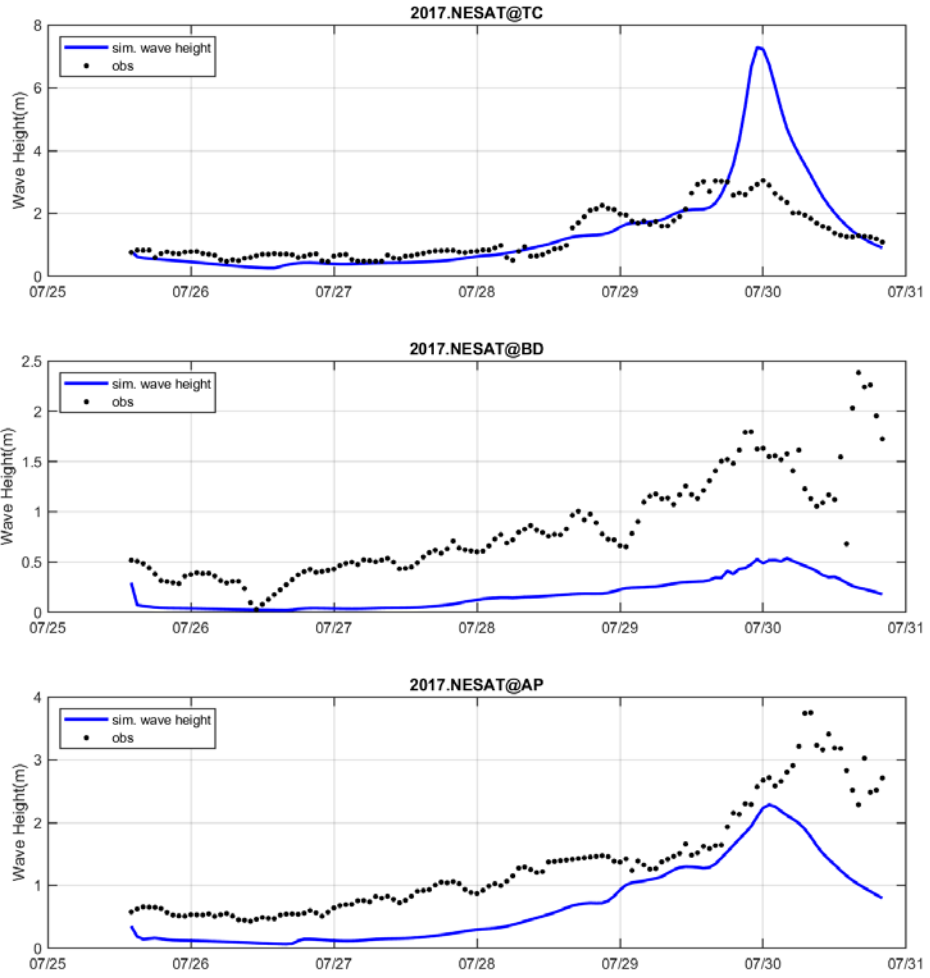 2017.NESAT@TC
8
6
4
2
0
Wave Height(m)
sim. wave height
obs
07/25 07/26 07/27 07/28 07/29 07/30 07/31
2017.NESAT@BD
2.5
2
1.5
1
0.5
0
Wave Height(m)
sim. wave height
obs
07/25 07/26 07/27 07/28 07/29 07/30 07/31
2017.NESAT@AP
4
3
2
1
0
Wave Height(m)
sim. wave height
obs
07/25 07/26 07/27 07/28 07/29 07/30 07/31